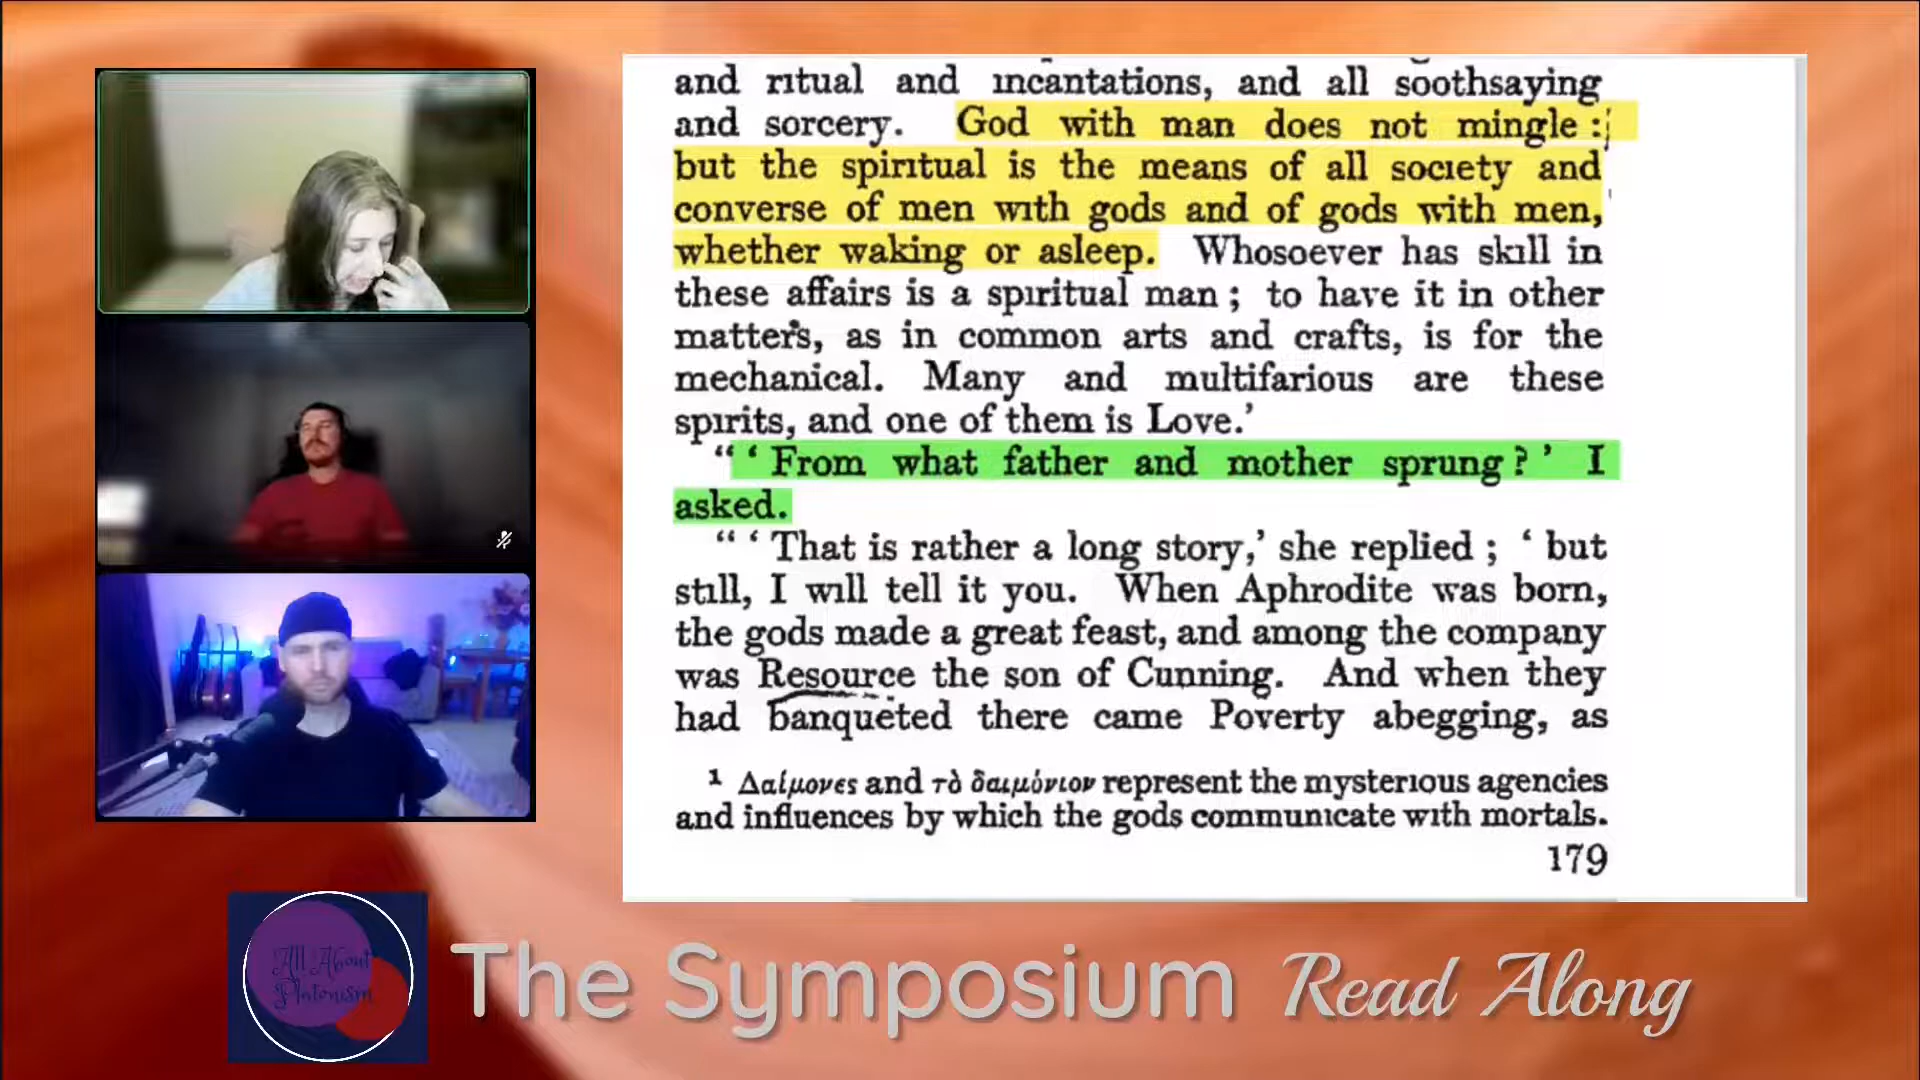 and ritual and incantations, and all soothsaying
and sorcery. God with man does not mingle :
but the spiritual is the means of all society and
converse of men with gods and of gods with men,
whether waking or asleep. Whosoever has skill in
these affairs is a spiritual man ; to have it in other
matters, as in common arts and crafts, is for the
mechanical. Many and multifarious are these
spirits, and one of them is Love.’
“ ‘ From what father and mother sprung ? ’ I
asked.
“ ‘ That is rather a long story,’ she replied ; ‘ but
still, I will tell it you. When Aphrodite was born,
the gods made a great feast, and among the company
was Resource the son of Cunning. And when they
had banqueted there came Poverty abegging, as
¹ Δαίμονες and τὸ δαιμόνιον represent the mysterious agencies
and influences by which the gods communicate with mortals.
179
All About
Platonism
The Symposium Read Along